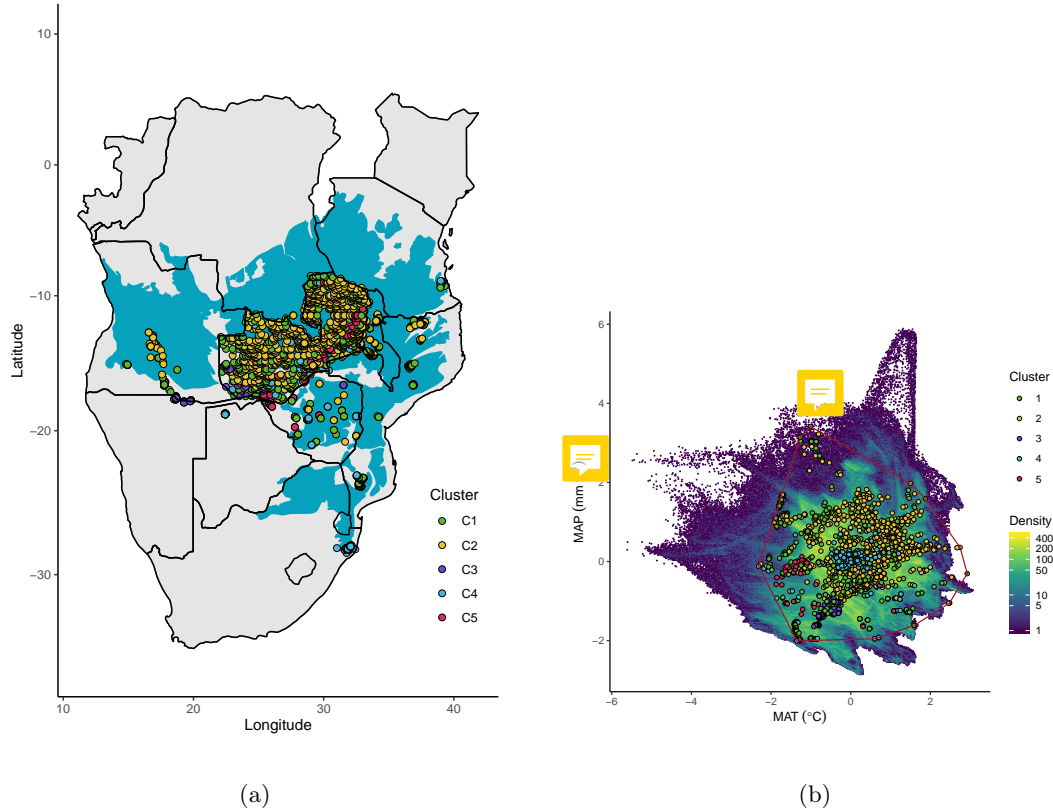 10
0
−10
−20
−30
Latitude
10
20
30
40
Longitude
Cluster
C1
C2
C3
C4
C5
(a)
6
4
2
0
−2
MAP (mm
−6
−4
−2
0
2
MAT (°C)
Cluster
1
2
3
4
5
Density
400
200
100
50
10
5
1
(b)